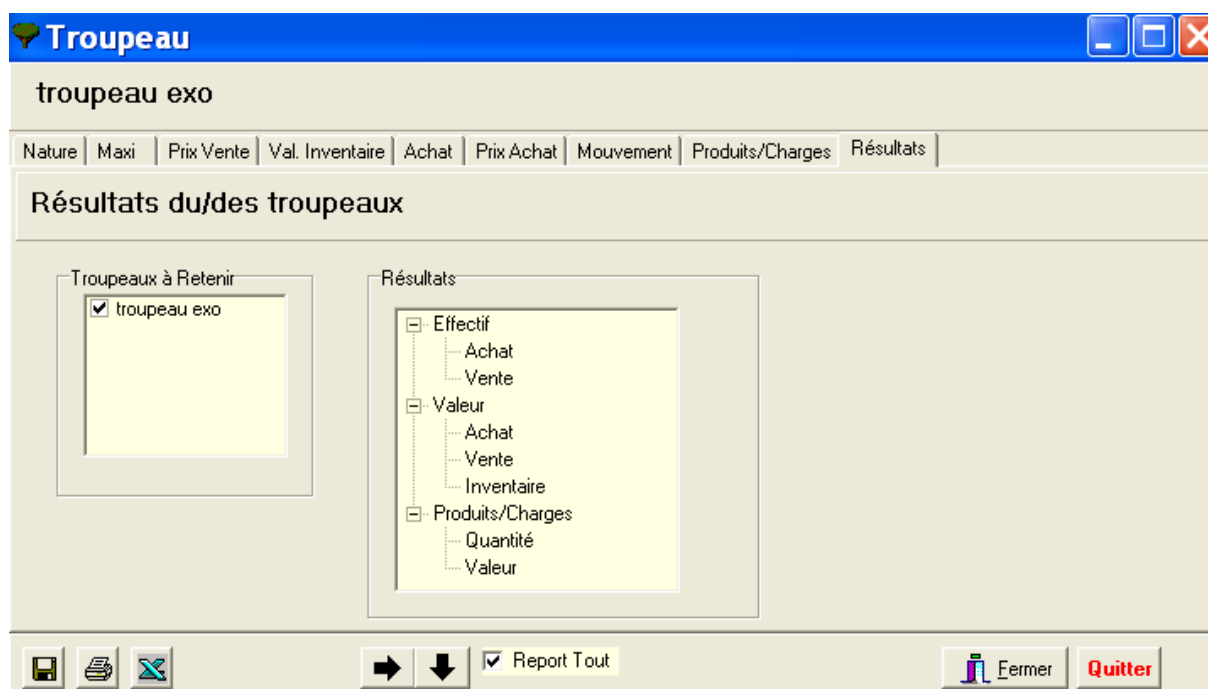 Troupeau
troupeau exo
Nature Maxi Prix Vente Val. Inventaire Achat Prix Achat Mouvement Produits/Charges Résultats
Résultats du/des troupeaux
Troupeaux à Retenir
troupeau exo
Résultats
Effectif
Achat
Vente
Valeur
Achat
Vente
Inventaire
Produits/Charges
Quantité
Valeur
Report Tout
Fermer
Quitter